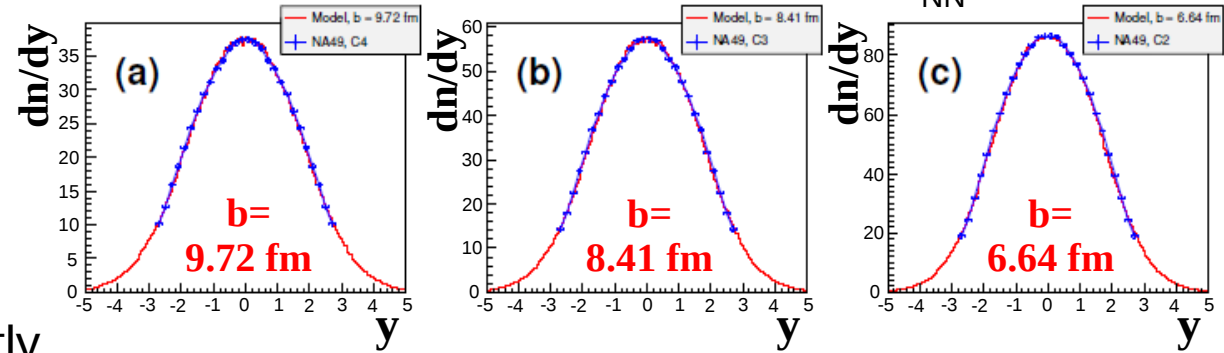 NN
Model, b = 9.72 fm
NA49, C4
(a)
dn/dy
35
30
25
20
15
10
5
0
b=
9.72 fm
-5 -4 -3 -2 -1 0 1 2 3 4 5
y
Model, b = 8.41 fm
NA49, C3
(b)
dn/dy
60
50
40
30
20
10
0
b=
8.41 fm
-5 -4 -3 -2 -1 0 1 2 3 4 5
y
Model, b = 6.64 fm
NA49, C2
(c)
dn/dy
80
60
40
20
0
b=
6.64 fm
-5 -4 -3 -2 -1 0 1 2 3 4 5
y